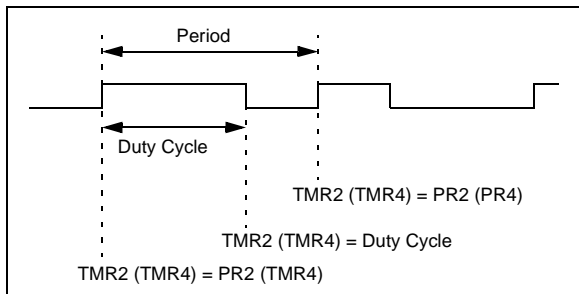 Period
Duty Cycle
TMR2 (TMR4) = PR2 (PR4)
TMR2 (TMR4) = Duty Cycle
TMR2 (TMR4) = PR2 (TMR4)